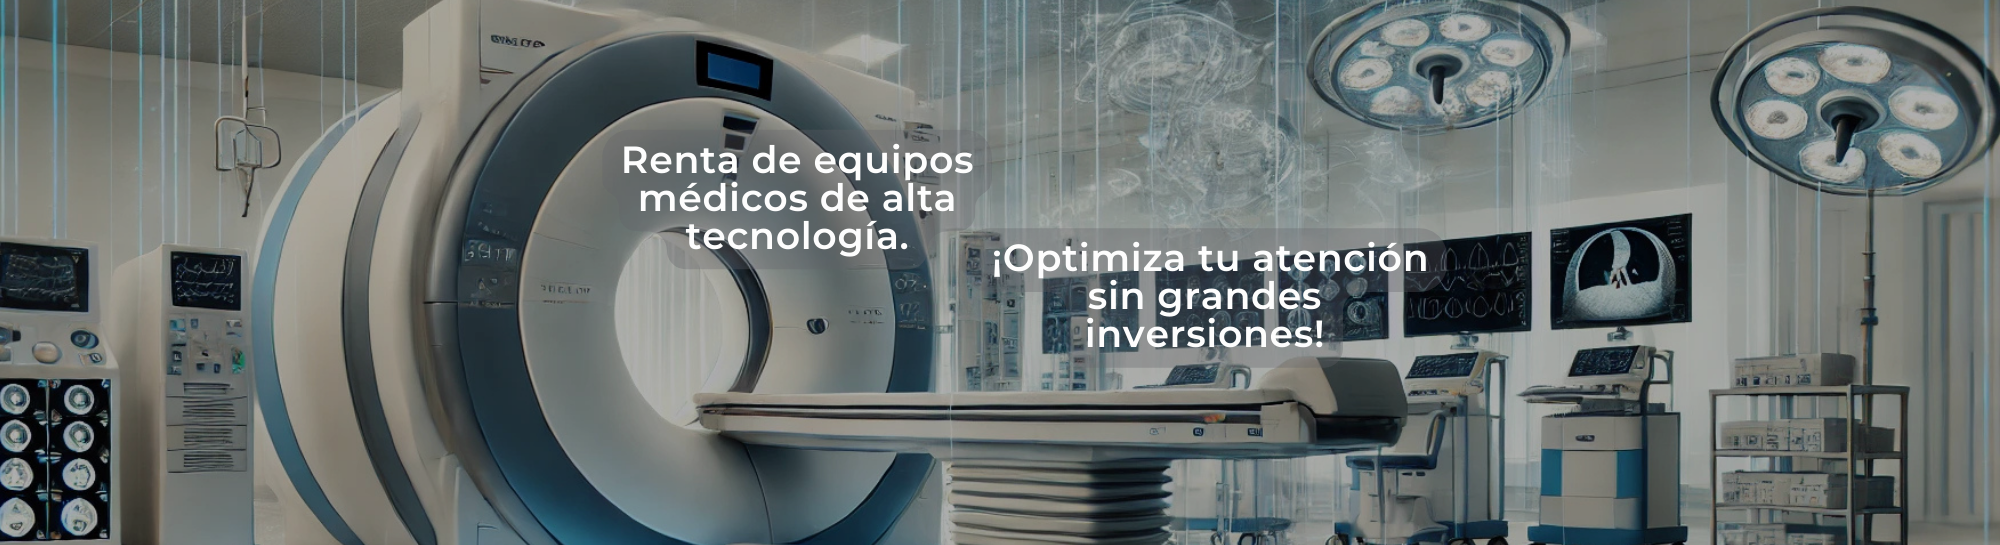 Renta de equipos
médicos de alta
tecnología.
¡Optimiza tu atención
sin grandes
inversiones!